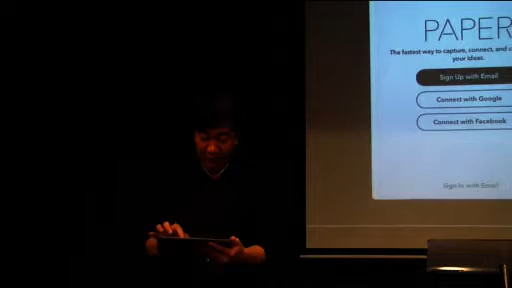 PAPER
The fastest way to capture, connect, and
your ideas.
Sign Up with Email
Connect with Google
Connect with Facebook
Sign In with Email